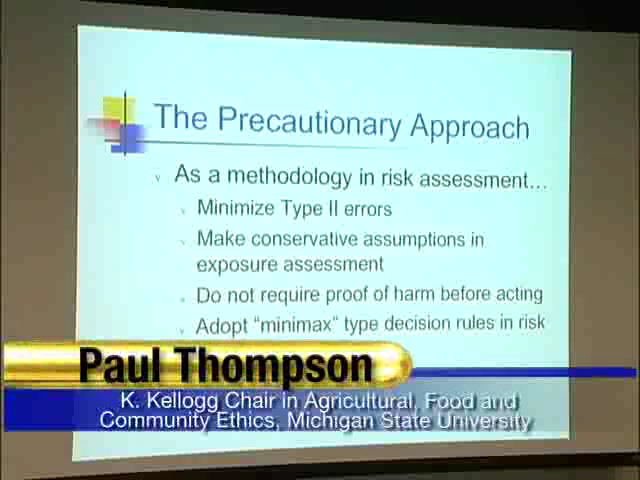 The Precautionary Approach
As a methodology in risk assessment...
Minimize Type II errors
Make conservative assumptions in
exposure assessment
Do not require proof of harm before acting
Adopt "minimax" type decision rules in risk
Paul Thompson
K. Kellogg Chair in Agricultural, Food and
Community Ethics, Michigan State University